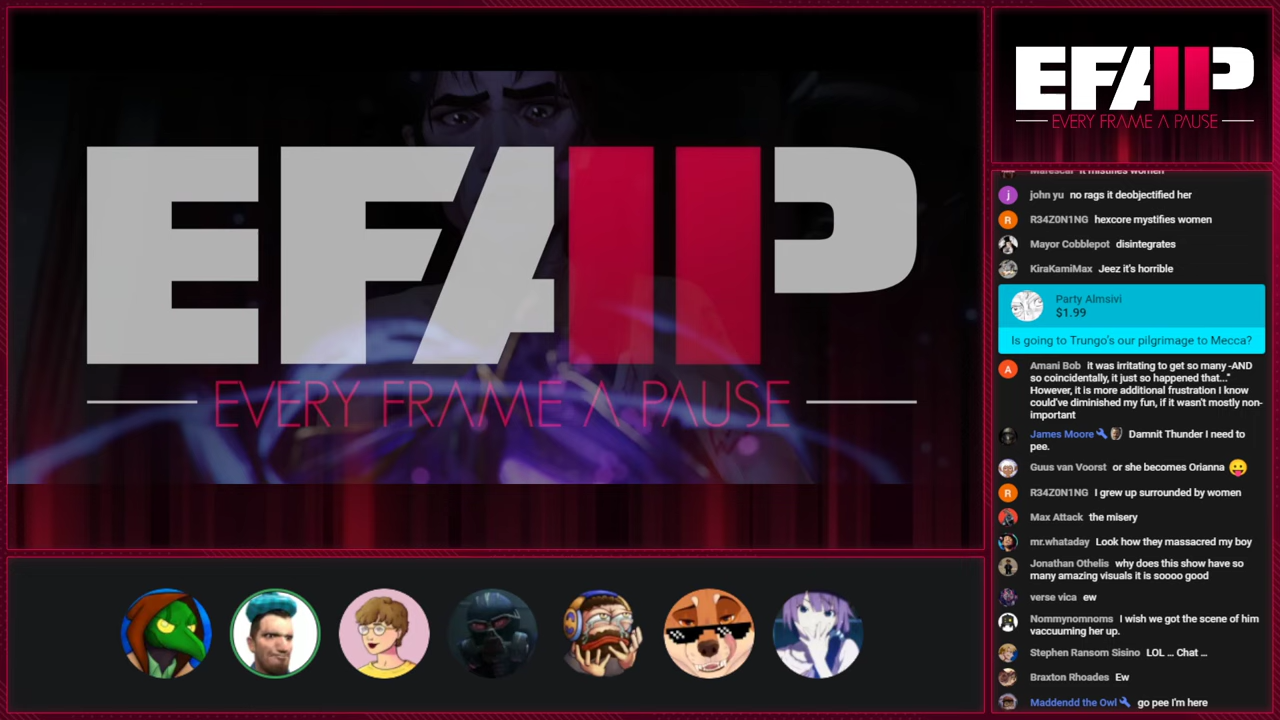 EFAP
EVERY FRAME A PAUSE
EFAP
EVERY FRAME A PAUSE
Marescar it mistifies women
john yu no rags it deobjectified her
R34Z0N1NG hexcore mystifies women
Mayor Cobblepot disintegrates
KiraKamiMax Jeez it's horrible
Party Almsivi
$1.99
Is going to Trungo's our pilgrimage to Mecca?
Amani Bob it was irritating to get so many -AND
so coincidentally, it just so happened that..."
However, it is more additional frustration I know
could've diminished my fun, if it wasn't mostly non-
important
James Moore Damnit Thunder I need to
pee.
Guus van Voorst or she becomes Orianna
R34Z0N1NG I grew up surrounded by women
Max Attack the misery
mr.whataday Look how they massacred my boy
Jonathan Othelis why does this show have so
many amazing visuals it is soooo good
verse vica ew
Nommynomnoms I wish we got the scene of him
vaccuuming her up.
Stephen Ransom Sisino LOL ... Chat ...
Braxton Rhoades Ew
Maddendd the Owl go pee I'm here